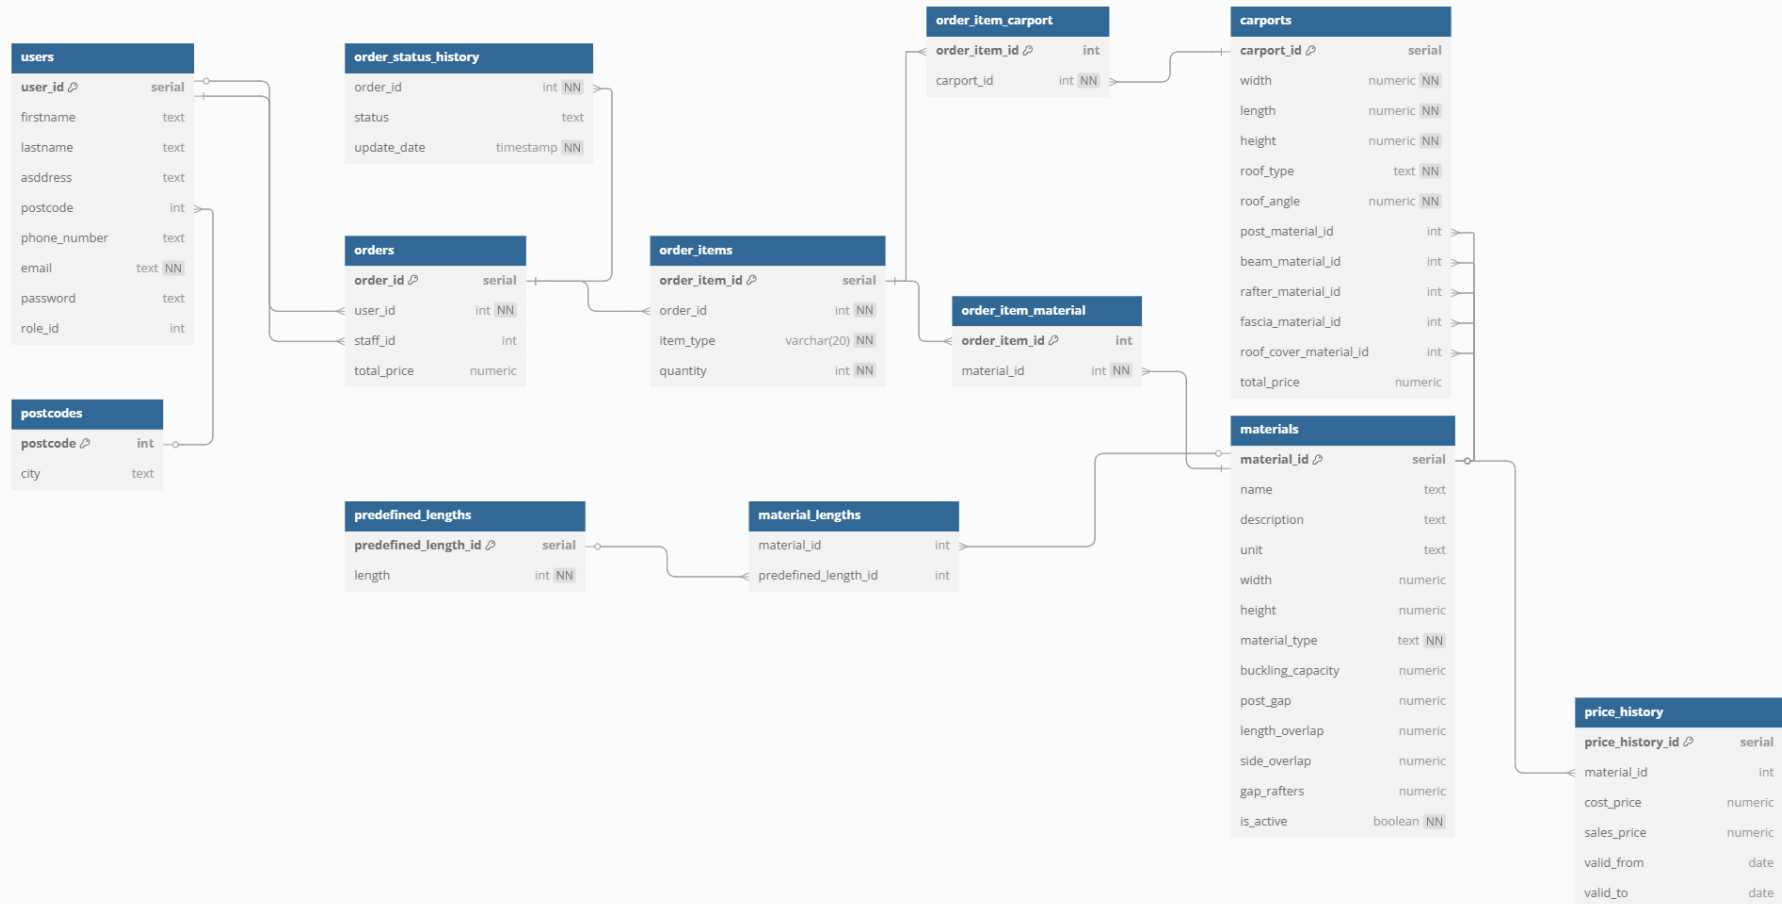 users
user_id serial
firstname text
lastname text
asddress text
postcode int
phone_number text
email text NN
password text
role_id int
postcodes
postcode int
city text
order_status_history
order_id int NN
status text
update_date timestamp NN
orders
order_id serial
user_id int NN
staff_id int
total_price numeric
order_items
order_item_id serial
order_id int NN
item_type varchar(20) NN
quantity int NN
order_item_carport
order_item_id int
carport_id int NN
order_item_material
order_item_id int
material_id int NN
predefined_lengths
predefined_length_id serial
length int NN
material_lengths
material_id int
predefined_length_id int
carports
carport_id serial
width numeric NN
length numeric NN
height numeric NN
roof_type text NN
roof_angle numeric NN
post_material_id int
beam_material_id int
rafter_material_id int
fascia_material_id int
roof_cover_material_id int
total_price numeric
materials
material_id serial
name text
description text
unit text
width numeric
height numeric
material_type text NN
buckling_capacity numeric
post_gap numeric
length_overlap numeric
side_overlap numeric
gap_rafters numeric
is_active boolean NN
price_history
price_history_id serial
material_id int
cost_price numeric
sales_price numeric
valid_from date
valid_to date